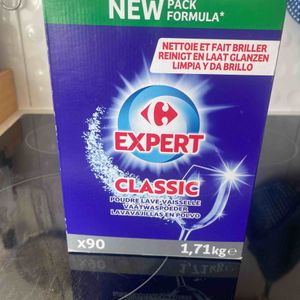 NEW PACK
FORMULA*
NETTOIE ET FAIT BRILLER
REINIGT EN LAAT GLANZEN
LIMPIA Y DA BRILLO
EXPERT
CLASSIC
POUDRE LAVE-VAISSELLE
VAATWASPOEDER
LAVAVAJILLAS EN POLVO
x90
1,71kg e